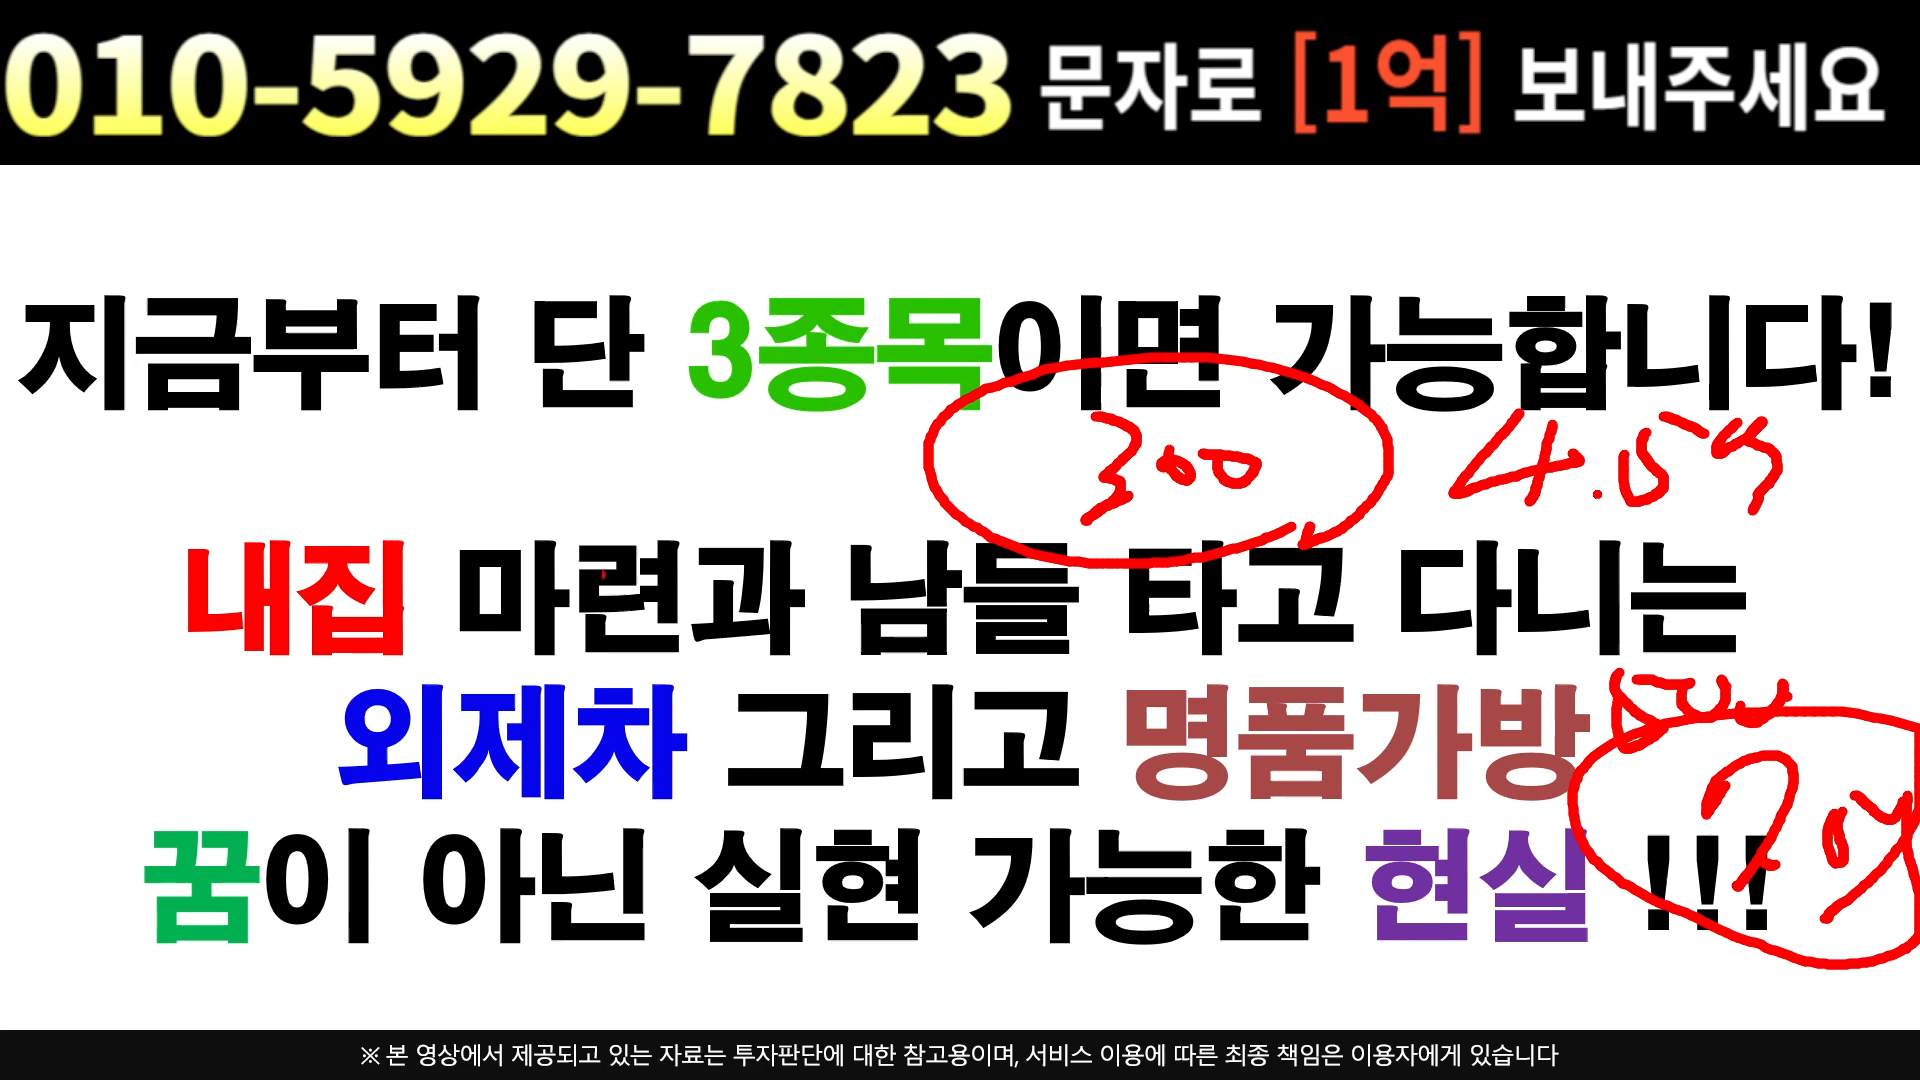 010-5929-7823 문자로 [1억] 보내주세요
지금부터 단 3종목이면 가능합니다!
300
4.5억
내집 마련과 남들 타고 다니는
외제차 그리고 명품가방
500
꿈이 아닌 실현 가능한 현실 !!!
※ 본 영상에서 제공되고 있는 자료는 투자판단에 대한 참고용이며, 서비스 이용에 따른 최종 책임은 이용자에게 있습니다